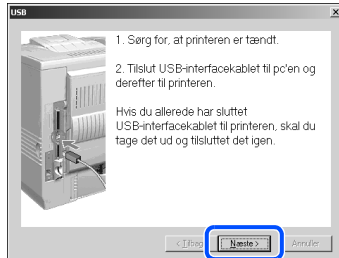 USB
1. Sørg for, at printeren er tændt.
2. Tilslut USB-interfacekablet til pc'en og
derefter til printeren.
Hvis du allerede har sluttet
USB-interfacekablet til printeren, skal du
tage det ud og tilsluttet det igen.
< Tilbage
Næste >
Annuller